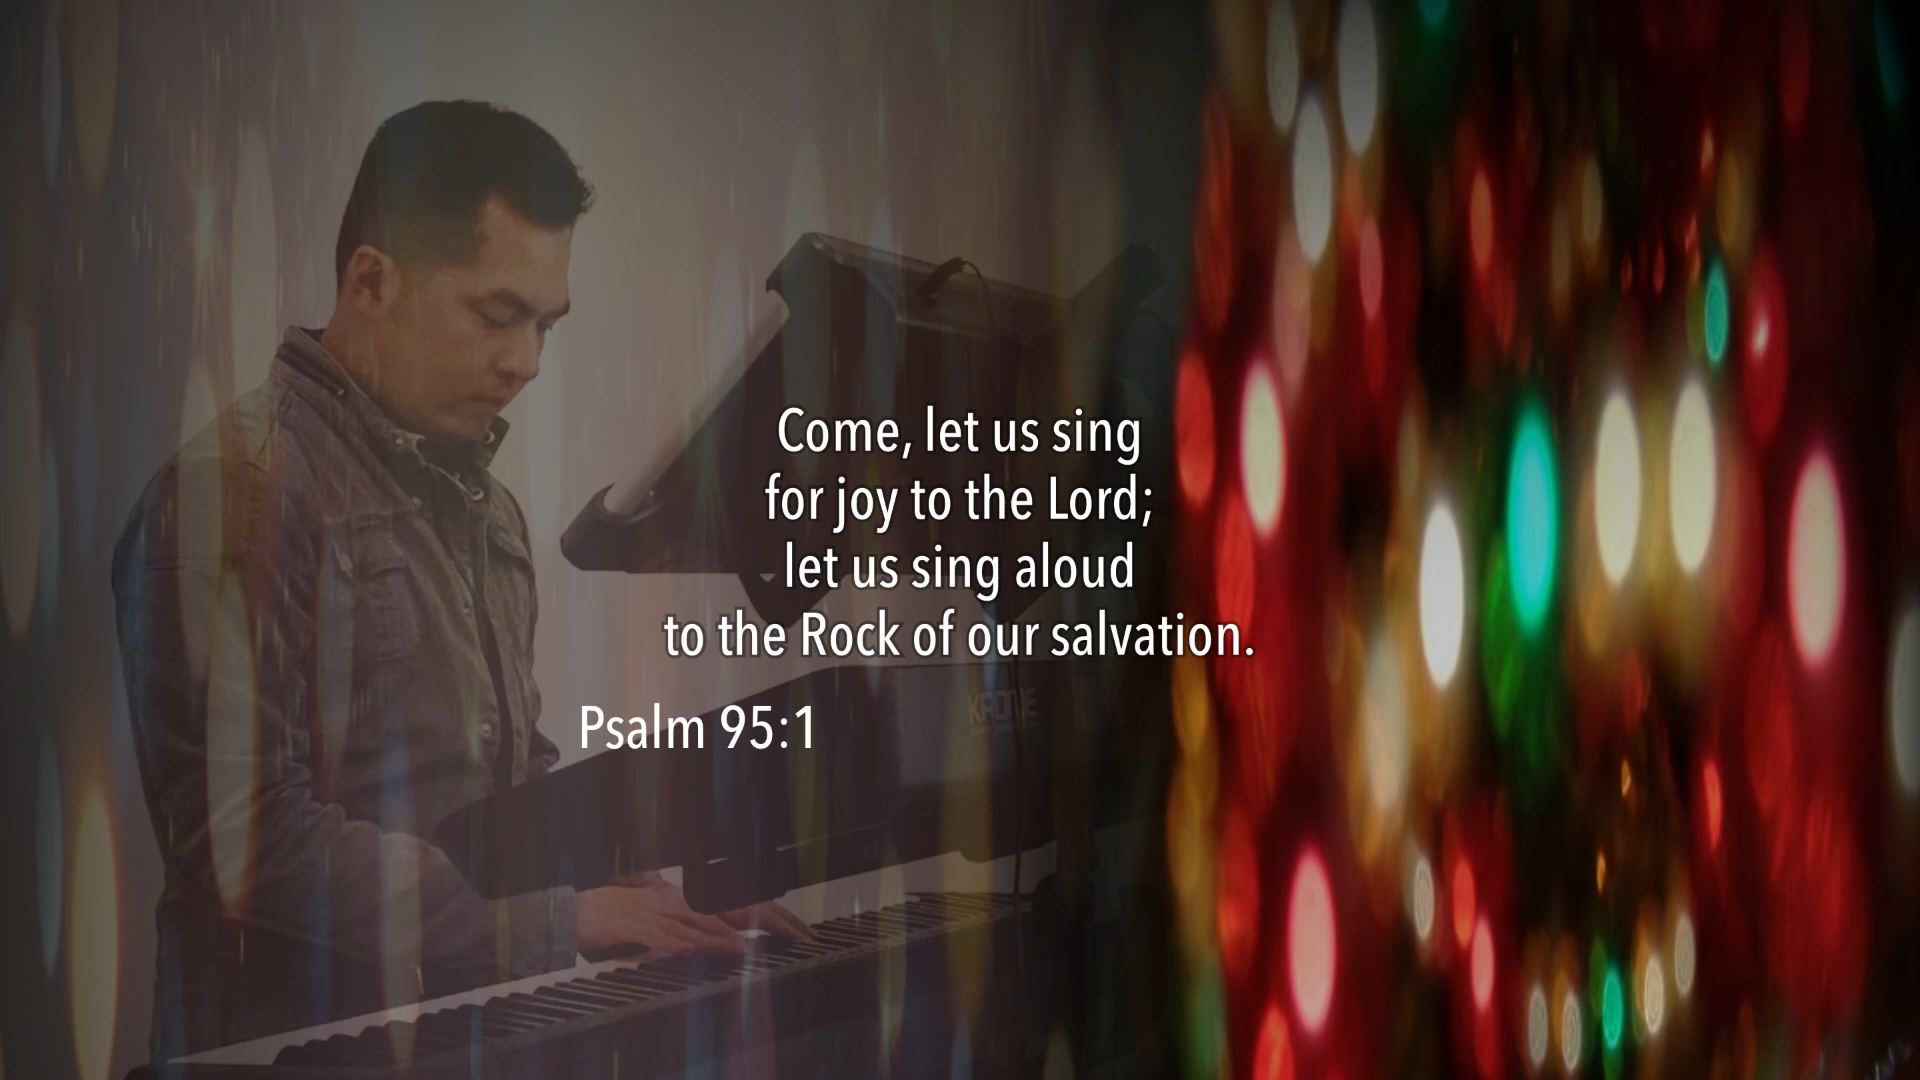 Come, let us sing
for joy to the Lord;
let us sing aloud
to the Rock of our salvation.
Psalm 95:1
KRONE